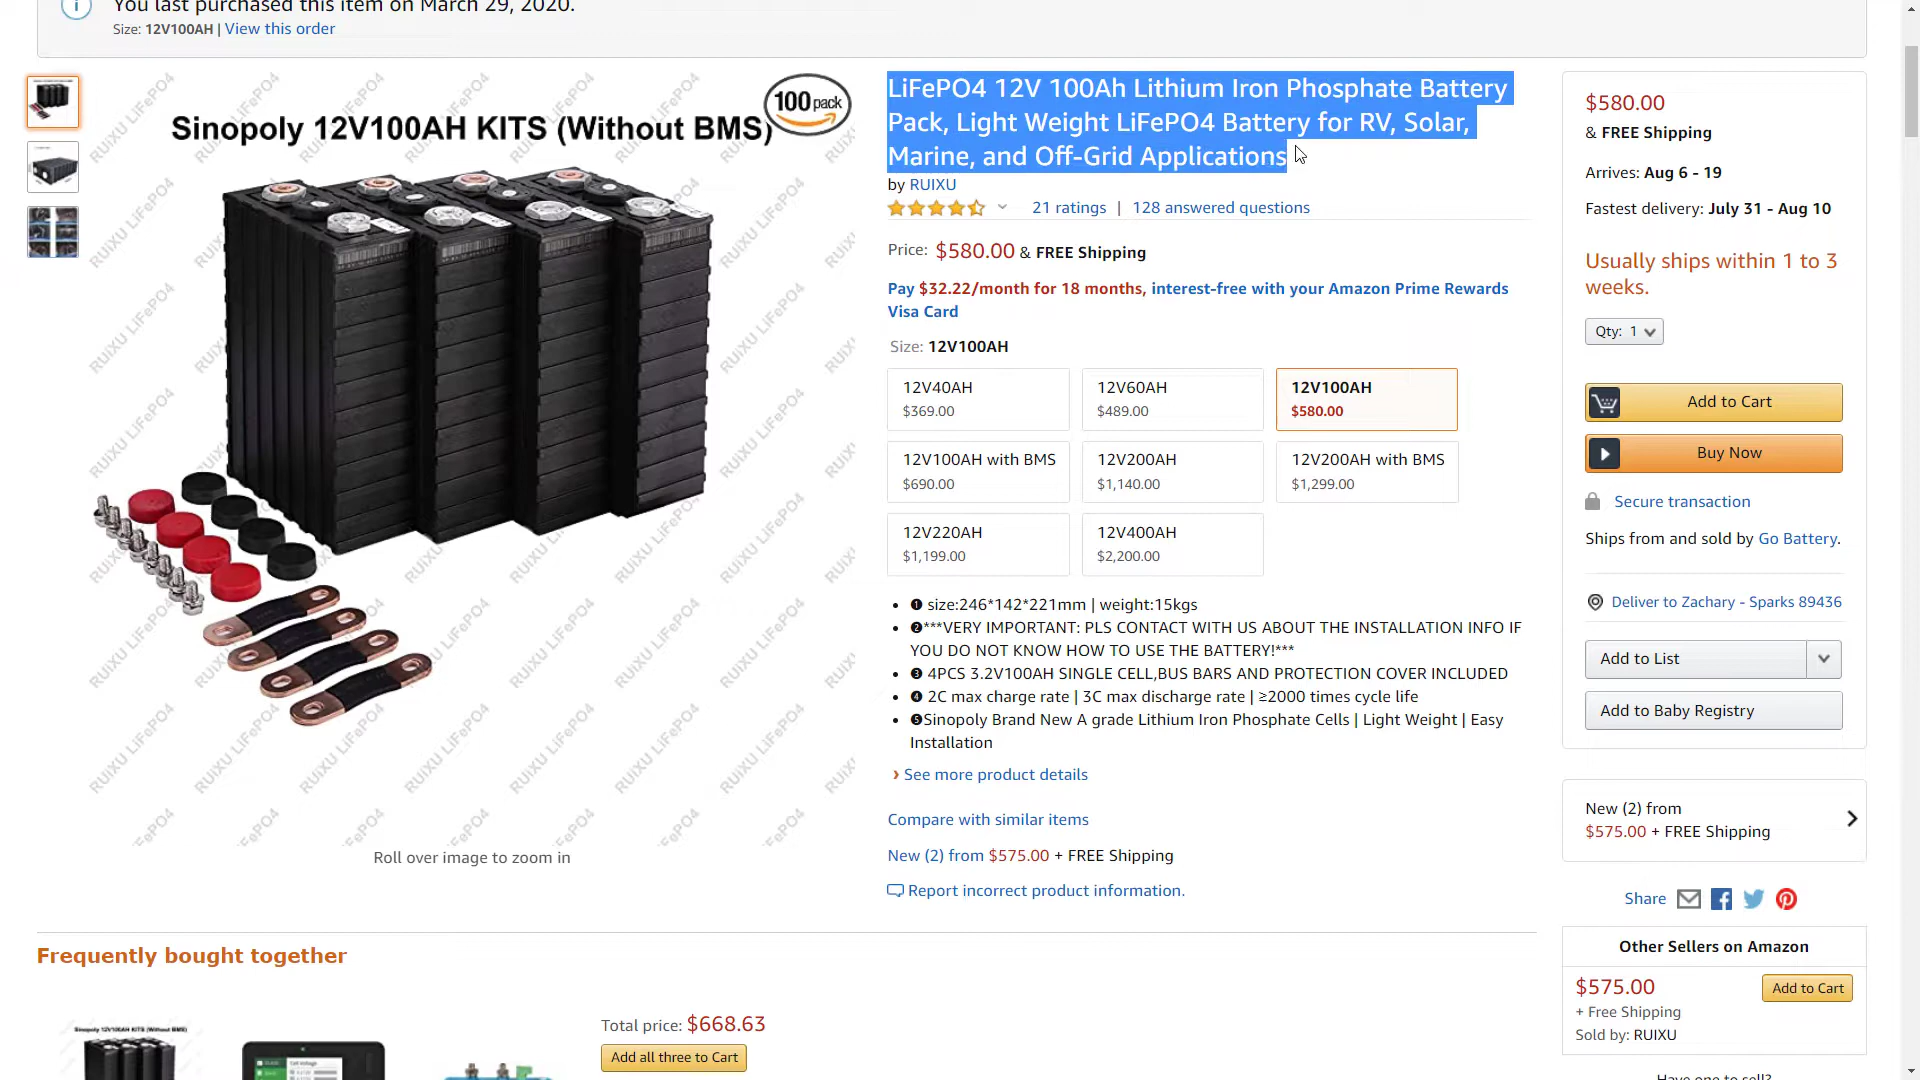 You last purchased this item on March 29, 2020.
Size: 12V100AH | View this order
Sinopoly 12V100AH KITS (Without BMS)
100 pack
RUIXU LiFePO4
Roll over image to zoom in
LiFePO4 12V 100Ah Lithium Iron Phosphate Battery
Pack, Light Weight LiFePO4 Battery for RV, Solar,
Marine, and Off-Grid Applications
by RUIXU
21 ratings | 128 answered questions
Price: $580.00 & FREE Shipping
Pay $32.22/month for 18 months, interest-free with your Amazon Prime Rewards
Visa Card
Size: 12V100AH
12V40AH
$369.00
12V60AH
$489.00
12V100AH
$580.00
12V100AH with BMS
$690.00
12V200AH
$1,140.00
12V200AH with BMS
$1,299.00
12V220AH
$1,199.00
12V400AH
$2,200.00
• ❶ size:246*142*221mm | weight:15kgs
• ❷***VERY IMPORTANT: PLS CONTACT WITH US ABOUT THE INSTALLATION INFO IF
YOU DO NOT KNOW HOW TO USE THE BATTERY!***
• ❸ 4PCS 3.2V100AH SINGLE CELL,BUS BARS AND PROTECTION COVER INCLUDED
• ❹ 2C max charge rate | 3C max discharge rate | ≥2000 times cycle life
• ❺Sinopoly Brand New A grade Lithium Iron Phosphate Cells | Light Weight | Easy
Installation
› See more product details
Compare with similar items
New (2) from $575.00 + FREE Shipping
Report incorrect product information.
$580.00
& FREE Shipping
Arrives: Aug 6 - 19
Fastest delivery: July 31 - Aug 10
Usually ships within 1 to 3
weeks.
Qty: 1
Add to Cart
Buy Now
Secure transaction
Ships from and sold by Go Battery.
Deliver to Zachary - Sparks 89436
Add to List
Add to Baby Registry
New (2) from
$575.00 + FREE Shipping
Share
Other Sellers on Amazon
$575.00
Add to Cart
+ Free Shipping
Sold by: RUIXU
Have one to sell?
Frequently bought together
Sinopoly 12V100AH KITS (Without BMS)
Total price: $668.63
Add all three to Cart